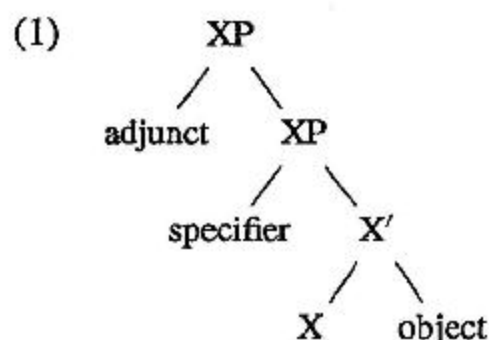 (1) XP
adjunct XP
specifier X′
X object